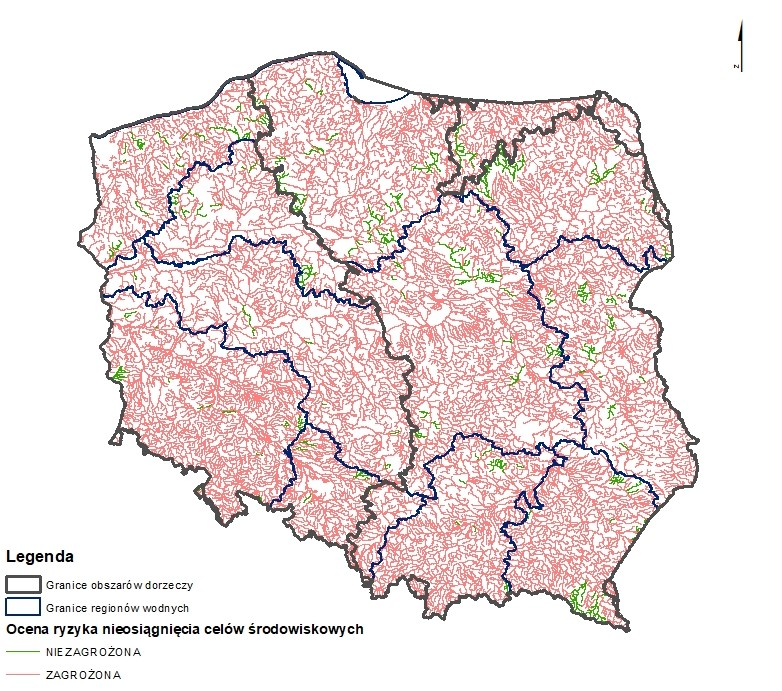 z
Legenda
Granice obszarów dorzeczy
Granice regionów wodnych
Ocena ryzyka nieosiągnięcia celów środowiskowych
NIEZAGROŻONA
ZAGROŻONA